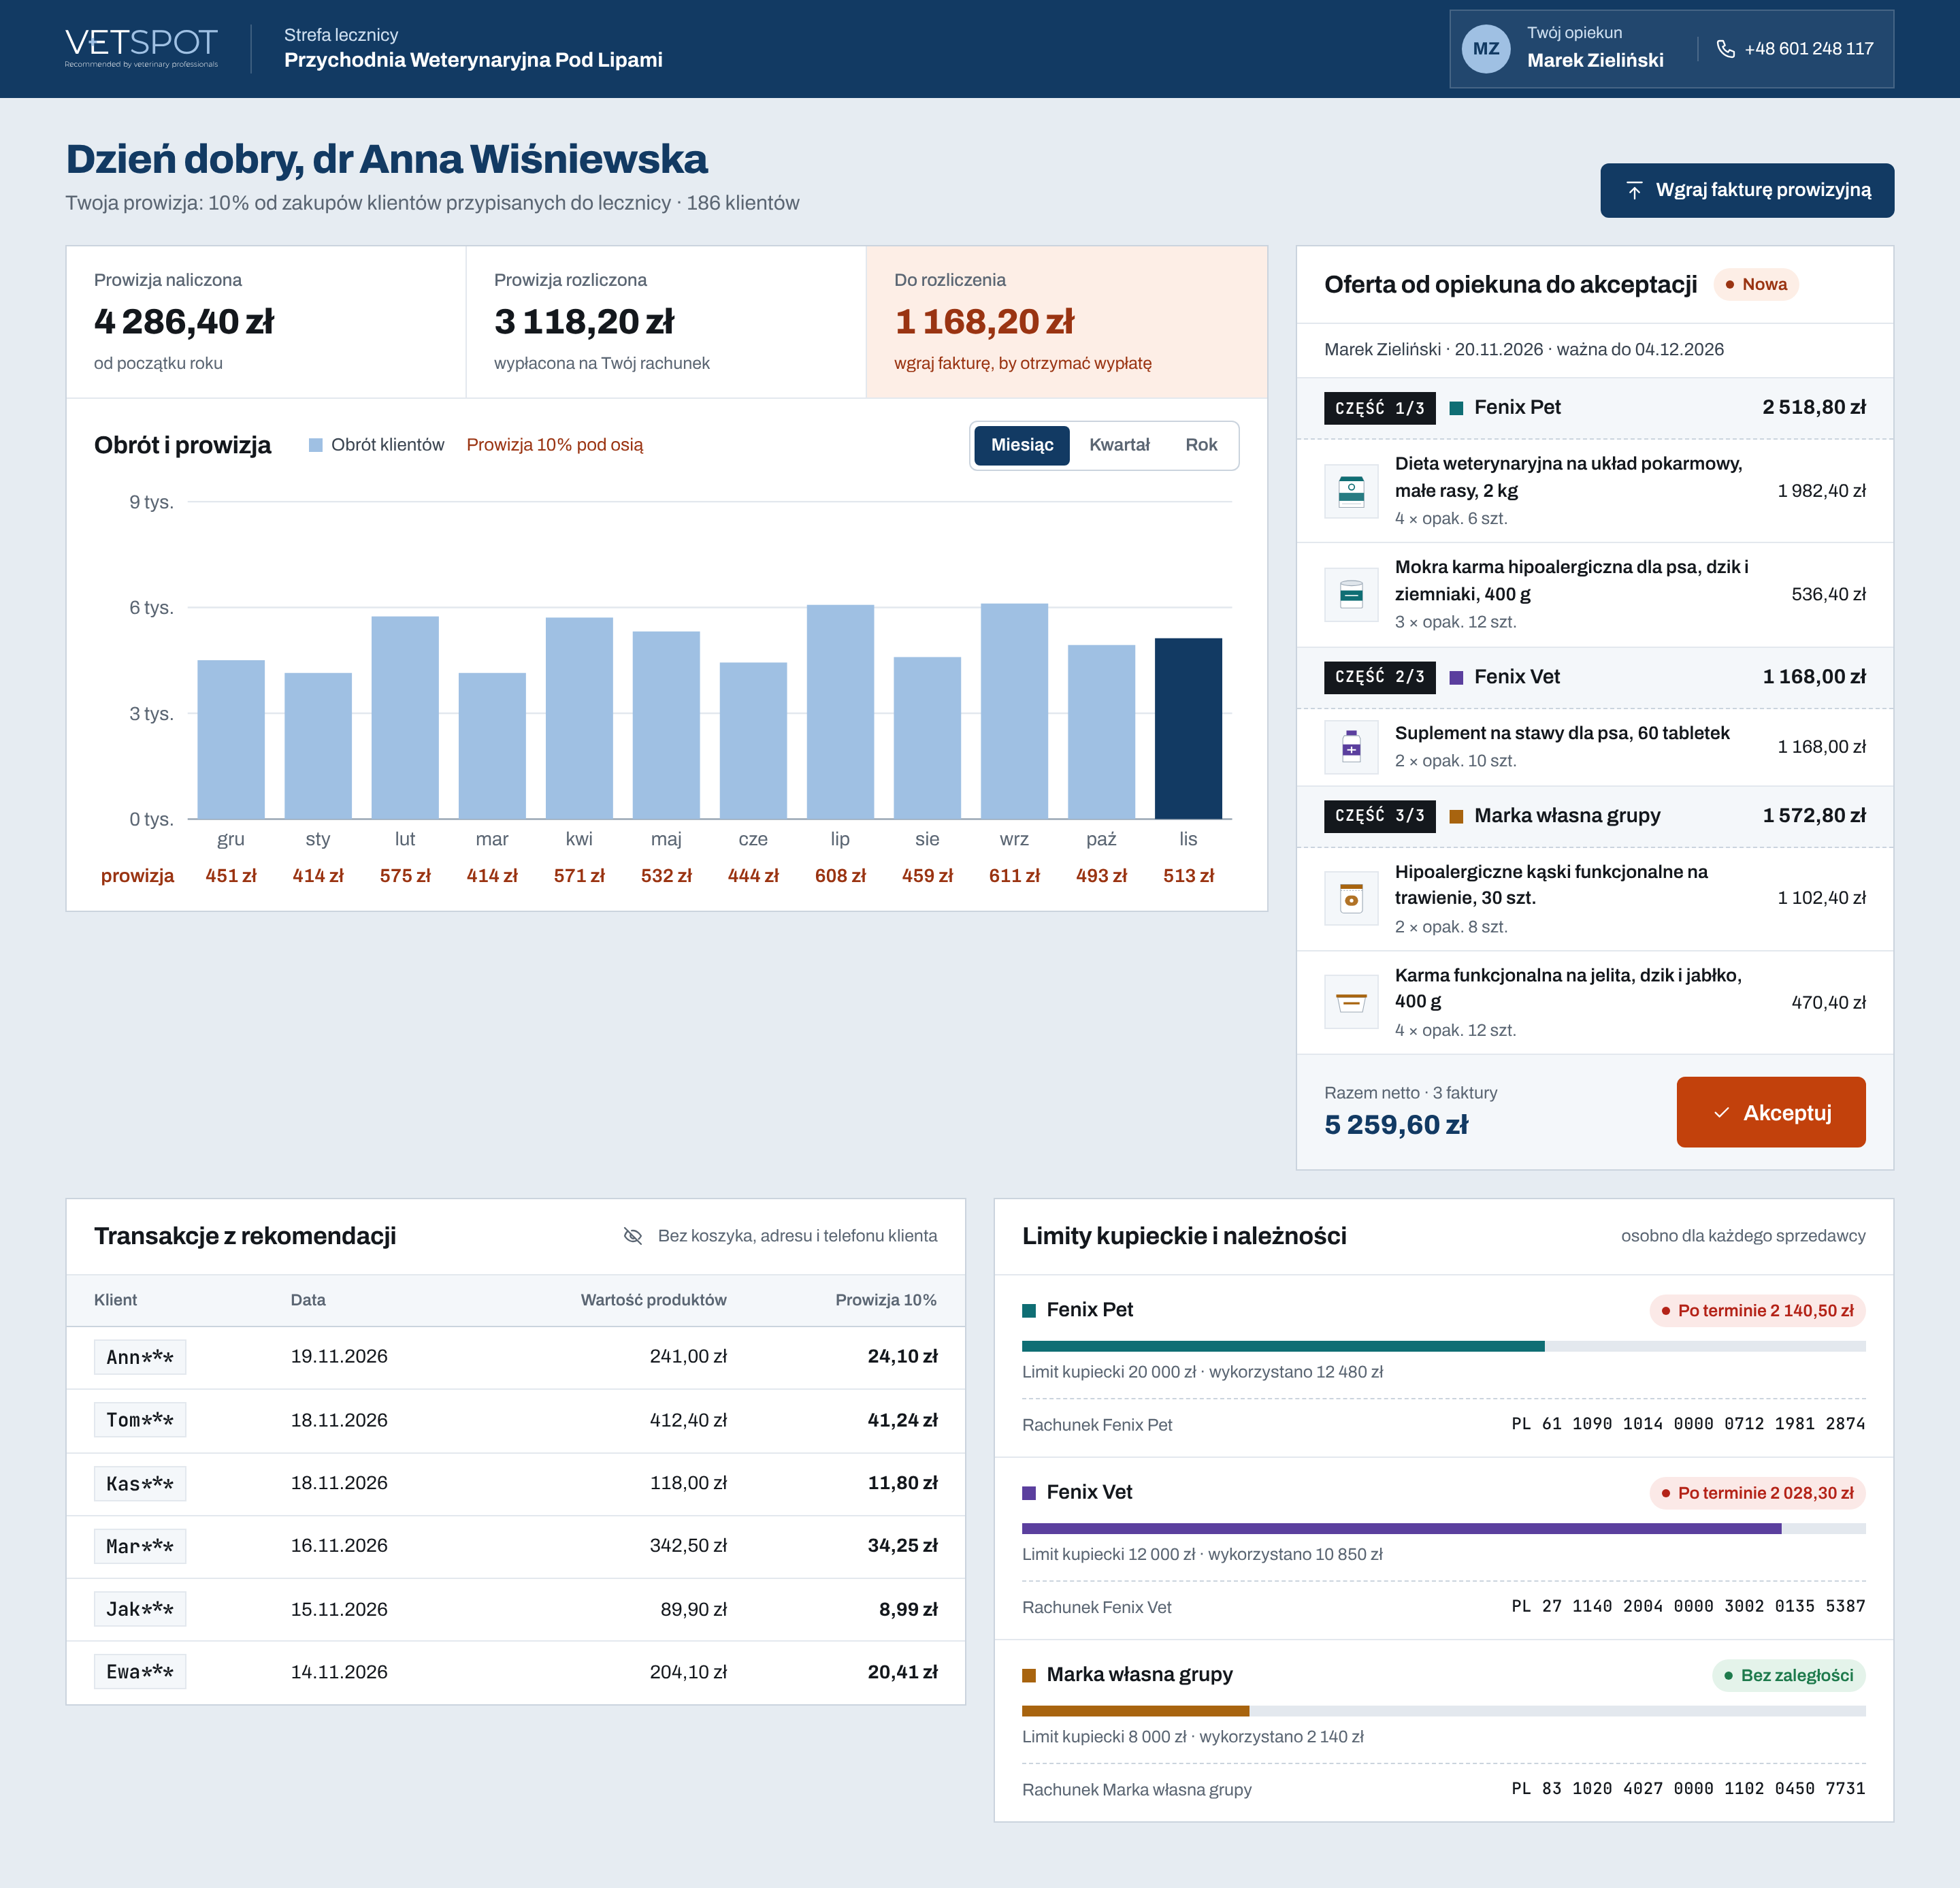 VETSPOT
Recommended by veterinary professionals
Strefa lecznicy
Przychodnia Weterynaryjna Pod Lipami
MZ
Twój opiekun
Marek Zieliński
+48 601 248 117
Dzień dobry, dr Anna Wiśniewska
Twoja prowizja: 10% od zakupów klientów przypisanych do lecznicy · 186 klientów
Wgraj fakturę prowizyjną
Prowizja naliczona
4 286,40 zł
od początku roku
Prowizja rozliczona
3 118,20 zł
wypłacona na Twój rachunek
Do rozliczenia
1 168,20 zł
wgraj fakturę, by otrzymać wypłatę
Obrót i prowizja
Obrót klientów
Prowizja 10% pod osią
Miesiąc
Kwartał
Rok
9 tys.
6 tys.
3 tys.
0 tys.
gru sty lut mar kwi maj cze lip sie wrz paź lis
prowizja 451 zł 414 zł 575 zł 414 zł 571 zł 532 zł 444 zł 608 zł 459 zł 611 zł 493 zł 513 zł
Oferta od opiekuna do akceptacji
Nowa
Marek Zieliński · 20.11.2026 · ważna do 04.12.2026
CZĘŚĆ 1/3 Fenix Pet 2 518,80 zł
Dieta weterynaryjna na układ pokarmowy,
małe rasy, 2 kg
4 × opak. 6 szt.
1 982,40 zł
Mokra karma hipoalergiczna dla psa, dzik i
ziemniaki, 400 g
3 × opak. 12 szt.
536,40 zł
CZĘŚĆ 2/3 Fenix Vet 1 168,00 zł
Suplement na stawy dla psa, 60 tabletek
2 × opak. 10 szt.
1 168,00 zł
CZĘŚĆ 3/3 Marka własna grupy 1 572,80 zł
Hipoalergiczne kąski funkcjonalne na
trawienie, 30 szt.
2 × opak. 8 szt.
1 102,40 zł
Karma funkcjonalna na jelita, dzik i jabłko,
400 g
4 × opak. 12 szt.
470,40 zł
Razem netto · 3 faktury
5 259,60 zł
Akceptuj
Transakcje z rekomendacji
Bez koszyka, adresu i telefonu klienta
Klient Data Wartość produktów Prowizja 10%
Ann*** 19.11.2026 241,00 zł 24,10 zł
Tom*** 18.11.2026 412,40 zł 41,24 zł
Kas*** 18.11.2026 118,00 zł 11,80 zł
Mar*** 16.11.2026 342,50 zł 34,25 zł
Jak*** 15.11.2026 89,90 zł 8,99 zł
Ewa*** 14.11.2026 204,10 zł 20,41 zł
Limity kupieckie i należności
osobno dla każdego sprzedawcy
Fenix Pet
Po terminie 2 140,50 zł
Limit kupiecki 20 000 zł · wykorzystano 12 480 zł
Rachunek Fenix Pet PL 61 1090 1014 0000 0712 1981 2874
Fenix Vet
Po terminie 2 028,30 zł
Limit kupiecki 12 000 zł · wykorzystano 10 850 zł
Rachunek Fenix Vet PL 27 1140 2004 0000 3002 0135 5387
Marka własna grupy
Bez zaległości
Limit kupiecki 8 000 zł · wykorzystano 2 140 zł
Rachunek Marka własna grupy PL 83 1020 4027 0000 1102 0450 7731